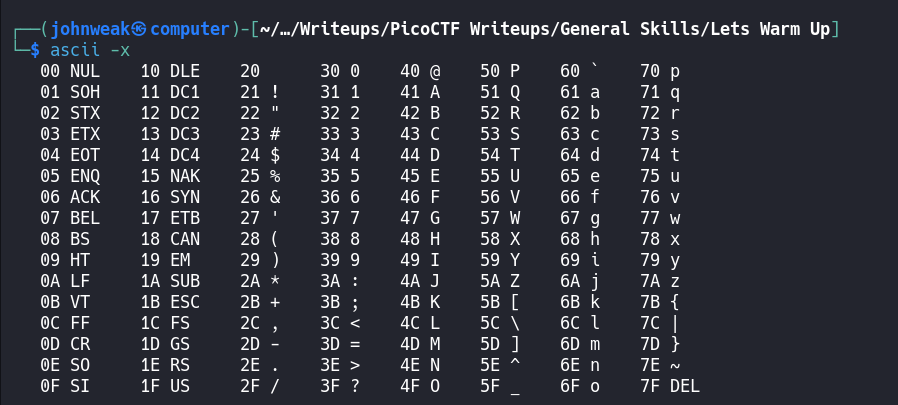 ┌──(johnweak㉿computer)-[~/…/Writeups/PicoCTF Writeups/General Skills/Lets Warm Up]
└─$ ascii -x
00 NUL    10 DLE    20      30 0    40 @    50 P    60 `    70 p
01 SOH    11 DC1    21 !    31 1    41 A    51 Q    61 a    71 q
02 STX    12 DC2    22 "    32 2    42 B    52 R    62 b    72 r
03 ETX    13 DC3    23 #    33 3    43 C    53 S    63 c    73 s
04 EOT    14 DC4    24 $    34 4    44 D    54 T    64 d    74 t
05 ENQ    15 NAK    25 %    35 5    45 E    55 U    65 e    75 u
06 ACK    16 SYN    26 &    36 6    46 F    56 V    66 f    76 v
07 BEL    17 ETB    27 '    37 7    47 G    57 W    67 g    77 w
08 BS     18 CAN    28 (    38 8    48 H    58 X    68 h    78 x
09 HT     19 EM     29 )    39 9    49 I    59 Y    69 i    79 y
0A LF     1A SUB    2A *    3A :    4A J    5A Z    6A j    7A z
0B VT     1B ESC    2B +    3B ;    4B K    5B [    6B k    7B {
0C FF     1C FS     2C ,    3C <    4C L    5C \    6C l    7C |
0D CR     1D GS     2D -    3D =    4D M    5D ]    6D m    7D }
0E SO     1E RS     2E .    3E >    4E N    5E ^    6E n    7E ~
0F SI     1F US     2F /    3F ?    4F O    5F _    6F o    7F DEL